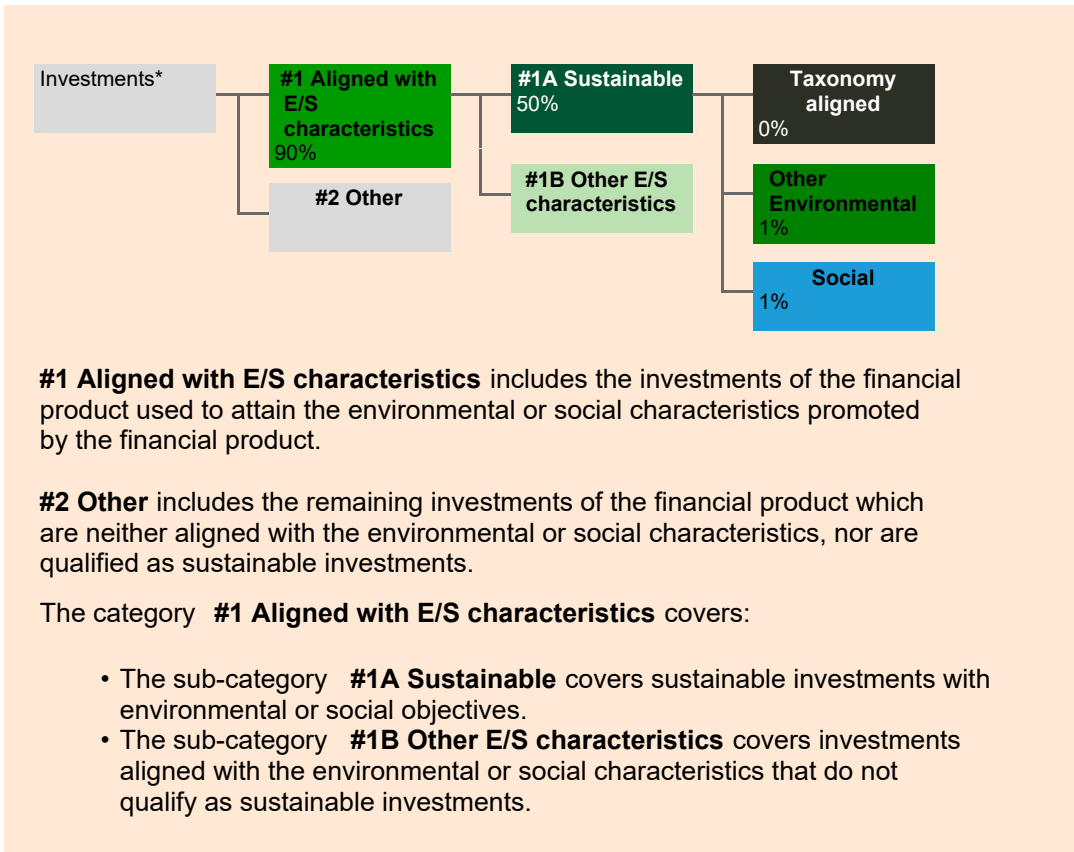 Investments*
#1 Aligned with
E/S
characteristics
90%
#2 Other
#1A Sustainable
50%
#1B Other E/S
characteristics
Taxonomy
aligned
0%
Other
Environmental
1%
Social
1%
#1 Aligned with E/S characteristics includes the investments of the financial
product used to attain the environmental or social characteristics promoted
by the financial product.
#2 Other includes the remaining investments of the financial product which
are neither aligned with the environmental or social characteristics, nor are
qualified as sustainable investments.
The category #1 Aligned with E/S characteristics covers:
• The sub-category #1A Sustainable covers sustainable investments with
environmental or social objectives.
• The sub-category #1B Other E/S characteristics covers investments
aligned with the environmental or social characteristics that do not
qualify as sustainable investments.